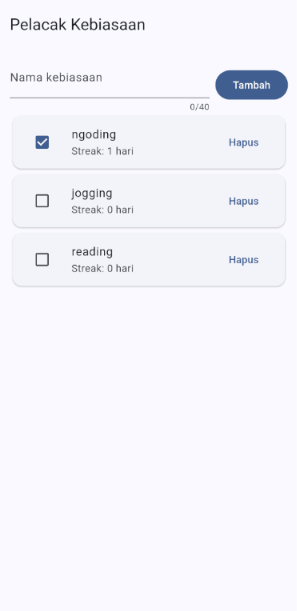 Pelacak Kebiasaan
Nama kebiasaan
Tambah
0/40
ngoding
Streak: 1 hari
Hapus
jogging
Streak: 0 hari
Hapus
reading
Streak: 0 hari
Hapus